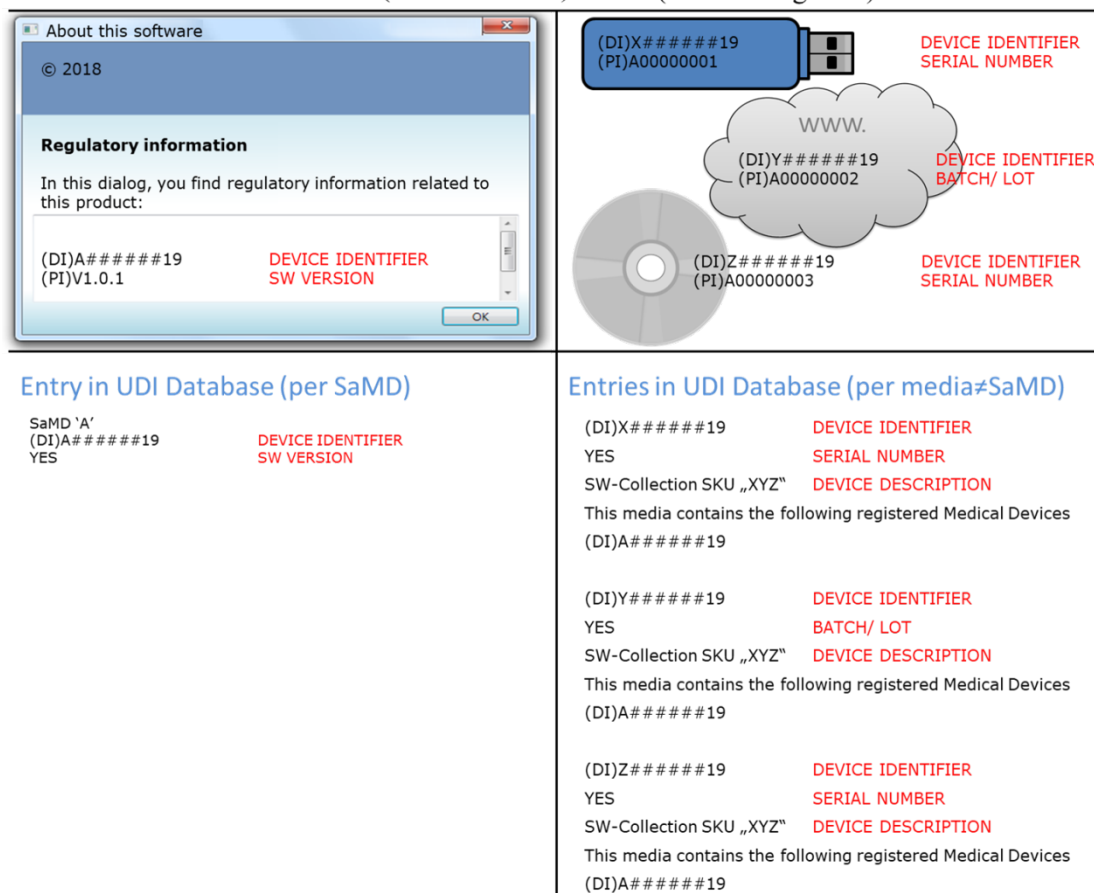 About this software
© 2018
Regulatory information
In this dialog, you find regulatory information related to
this product:
(DI)A######19 DEVICE IDENTIFIER
(PI)V1.0.1 SW VERSION
OK
(DI)X######19 DEVICE IDENTIFIER
(PI)A00000001 SERIAL NUMBER
www.
(DI)Y######19 DEVICE IDENTIFIER
(PI)A00000002 BATCH/ LOT
(DI)Z######19 DEVICE IDENTIFIER
(PI)A00000003 SERIAL NUMBER
Entry in UDI Database (per SaMD)
SaMD ‘A’
(DI)A######19 DEVICE IDENTIFIER
YES SW VERSION
Entries in UDI Database (per media≠SaMD)
(DI)X######19 DEVICE IDENTIFIER
YES SERIAL NUMBER
SW-Collection SKU „XYZ“ DEVICE DESCRIPTION
This media contains the following registered Medical Devices
(DI)A######19
(DI)Y######19 DEVICE IDENTIFIER
YES BATCH/ LOT
SW-Collection SKU „XYZ“ DEVICE DESCRIPTION
This media contains the following registered Medical Devices
(DI)A######19
(DI)Z######19 DEVICE IDENTIFIER
YES SERIAL NUMBER
SW-Collection SKU „XYZ“ DEVICE DESCRIPTION
This media contains the following registered Medical Devices
(DI)A######19